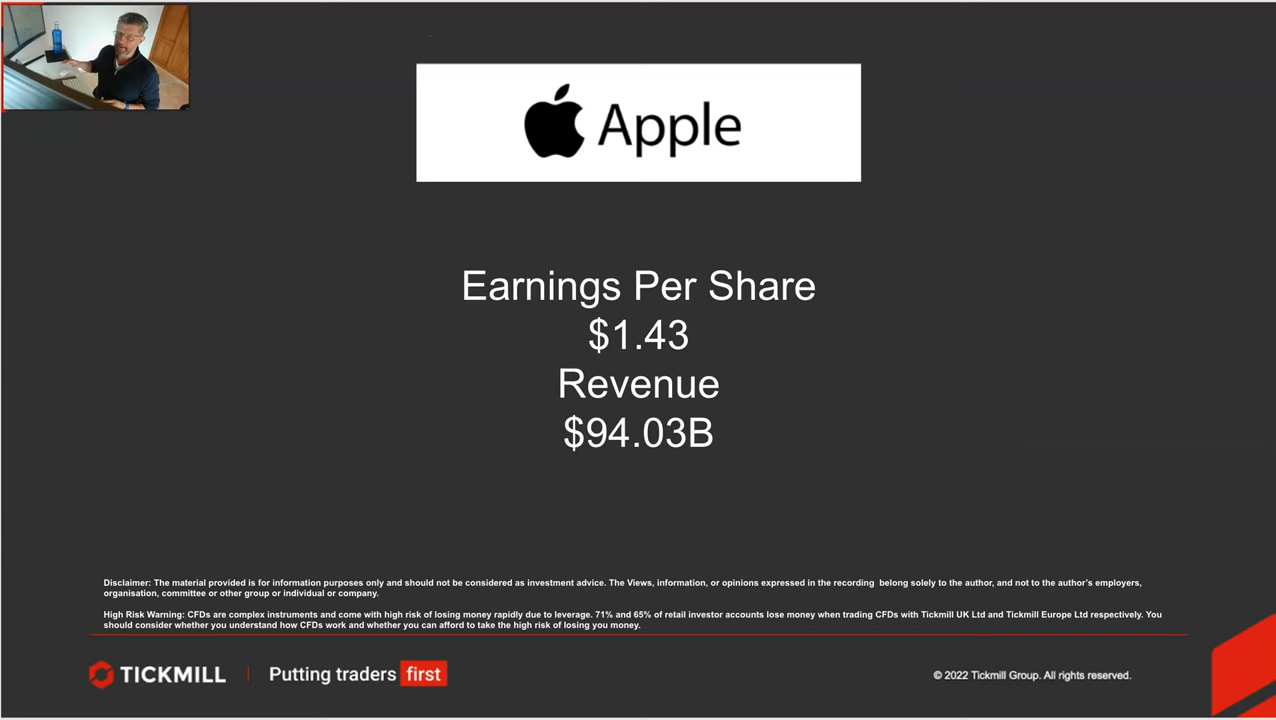 Apple
Earnings Per Share
$1.43
Revenue
$94.03B
Disclaimer: The material provided is for information purposes only and should not be considered as investment advice. The Views, information, or opinions expressed in the recording belong solely to the author, and not to the author's employers,
organisation, committee or other group or individual or company.
High Risk Warning: CFDs are complex instruments and come with high risk of losing money rapidly due to leverage. 71% and 65% of retail investor accounts lose money when trading CFDs with Tickmill UK Ltd and Tickmill Europe Ltd respectively. You
should consider whether you understand how CFDs work and whether you can afford to take the high risk of losing you money.
TICKMILL | Putting traders first
© 2022 Tickmill Group. All rights reserved.